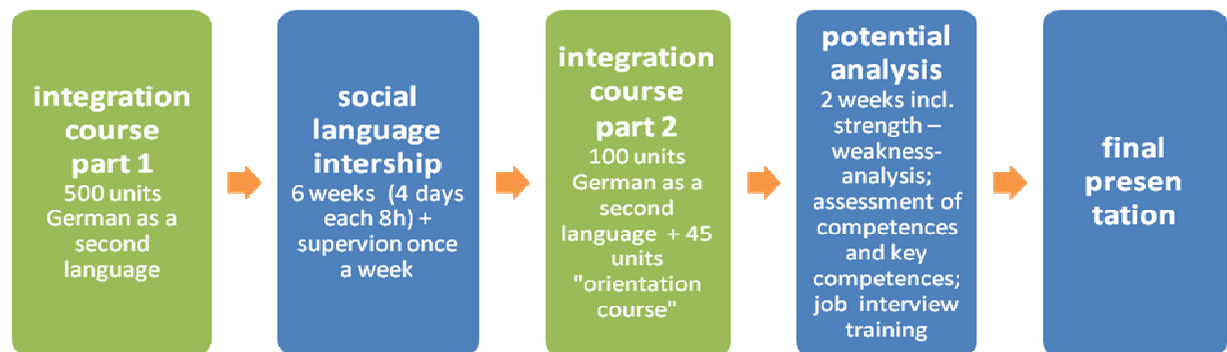 integration
course
part 1
500 units
German as a
second
language
social
language
intership
6 weeks (4 days
each 8h) +
supervion once
a week
integration
course
part 2
100 units
German as a
second
language + 45
units
"orientation
course"
potential
analysis
2 weeks incl.
strength –
weakness-
analysis;
assessment of
competences
and key
competences;
job interview
training
final
presen
tation